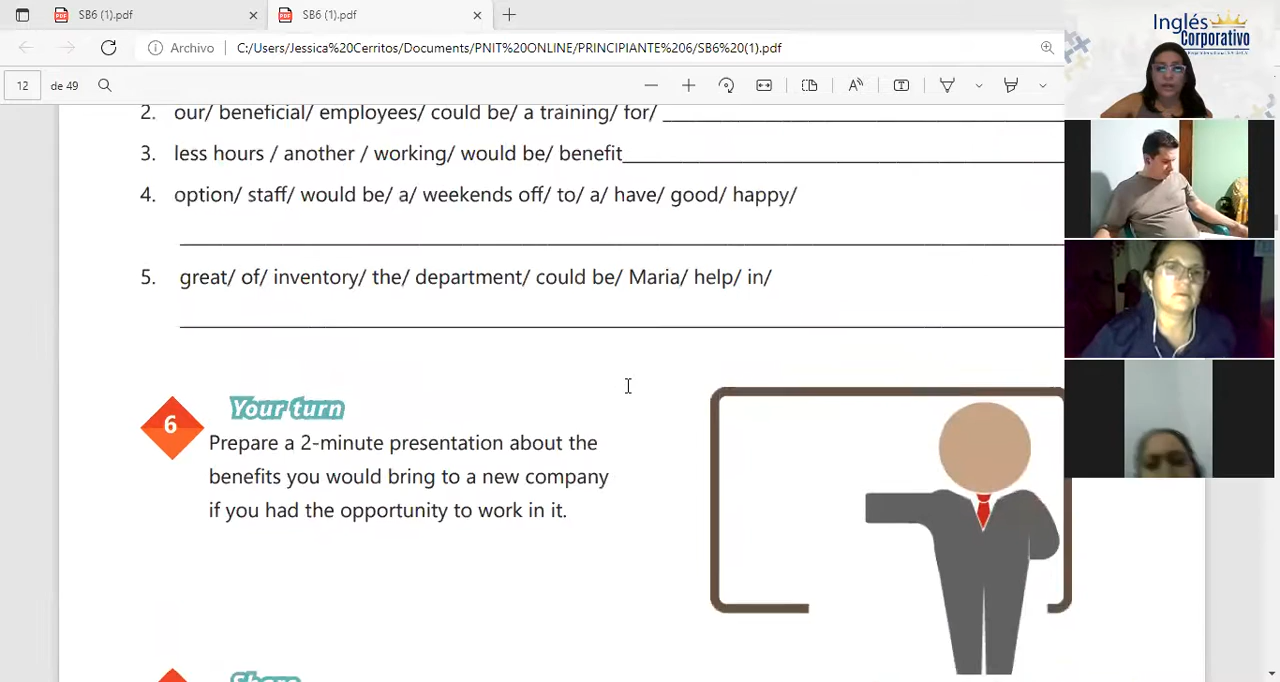 SB6 (1).pdf
SB6 (1).pdf
Archivo
C:/Users/Jessica%20Cerritos/Documents/PNIT%20ONLINE/PRINCIPIANTE%206/SB6%20(1).pdf
12 de 49
Inglés
Corporativo
2. our/ beneficial/ employees/ could be/ a training/ for/
3. less hours / another / working/ would be/ benefit
4. option/ staff/ would be/ a/ weekends off/ to/ a/ have/ good/ happy/
5. great/ of/ inventory/ the/ department/ could be/ Maria/ help/ in/
6
Your turn
Prepare a 2-minute presentation about the
benefits you would bring to a new company
if you had the opportunity to work in it.
Share